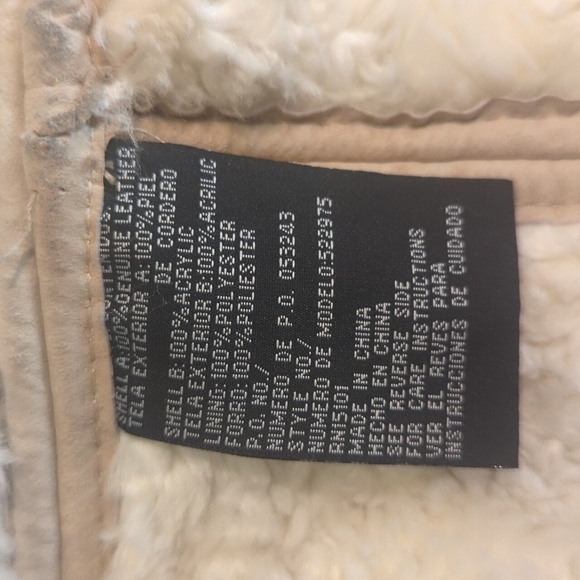 SHELL A:100%GENUINE LEATHER
TELA EXTERIOR A:100%PIEL
DE CORDERO
SHELL B:100%ACRYLIC
TELA EXTERIOR B:100%ACRILIC
LINING:100%POLYESTER
FORRO:100%POLIESTER
P.O. NO/
NUMERO DE P.O. 053243
STYLE NO/
NUMERO DE MODELO:522975
RN15101
MADE IN CHINA
HECHO EN CHINA
SEE REVERSE SIDE
FOR CARE INSTRUCTIONS
VER EL REVES PARA
INSTRUCCIONES DE CUIDADO